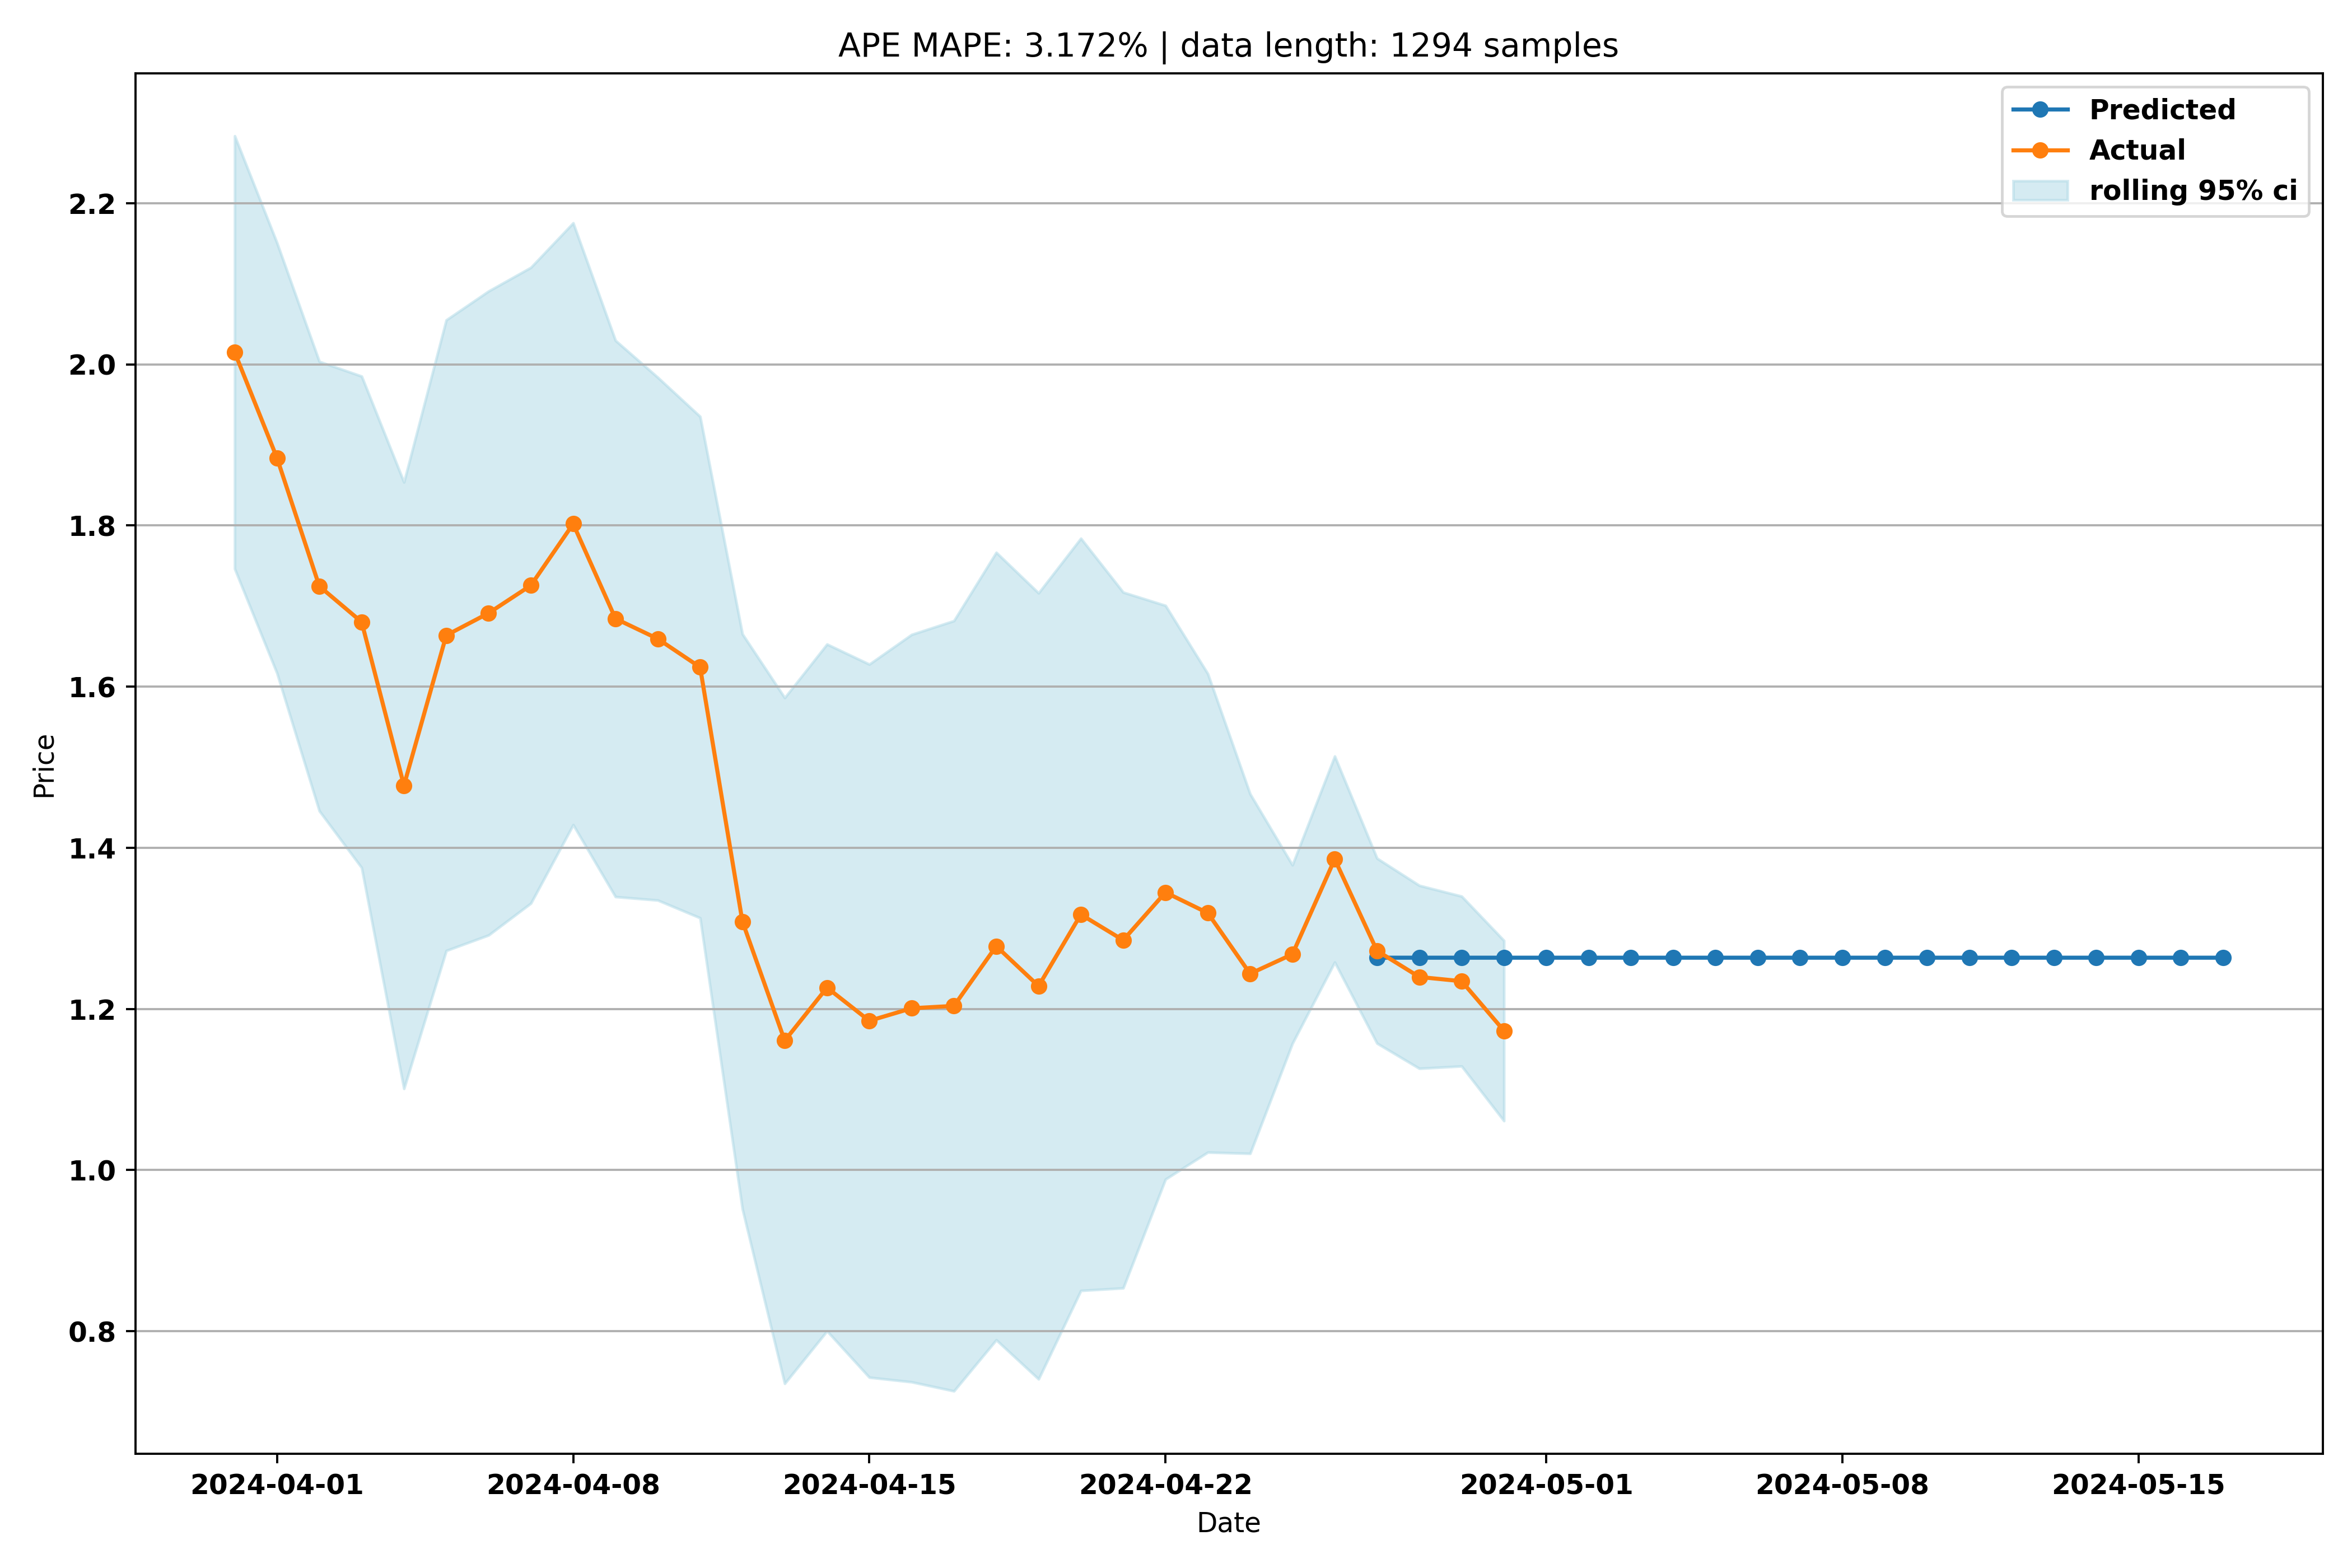 APE MAPE: 3.172% | data length: 1294 samples
Predicted
Actual
rolling 95% ci
2.2
2.0
1.8
1.6
1.4
1.2
1.0
0.8
Price
2024-04-01
2024-04-08
2024-04-15
2024-04-22
2024-05-01
2024-05-08
2024-05-15
Date